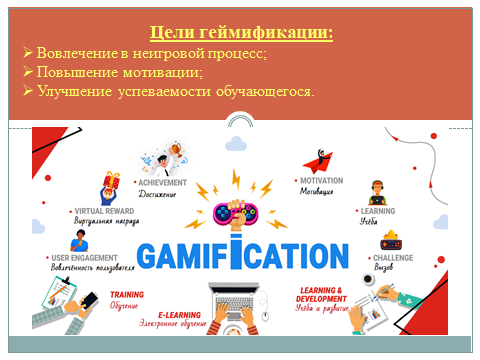 Цели геймификации:
Вовлечение в неигровой процесс;
Повышение мотивации;
Улучшение успеваемости обучающегося.
• ACHIEVEMENT
Достижение
• MOTIVATION
Мотивация
• VIRTUAL REWARD
Виртуальная награда
• LEARNING
Учёба
• USER ENGAGEMENT
Вовлечённость пользователя
GAMIFICATION
• CHALLENGE
Вызов
TRAINING
Обучение
E-LEARNING
Электронное обучение
LEARNING &
DEVELOPMENT
Учёба и развитие